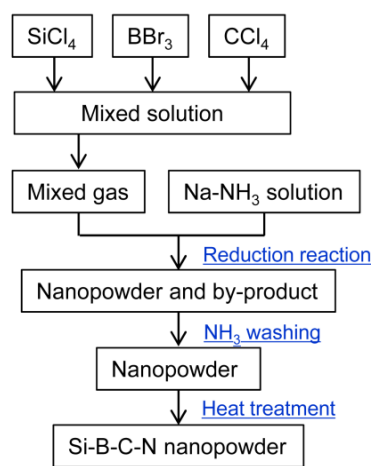 SiCl₄ BBr₃ CCl₄
Mixed solution
Mixed gas Na-NH₃ solution
Reduction reaction
Nanopowder and by-product
NH₃ washing
Nanopowder
Heat treatment
Si-B-C-N nanopowder